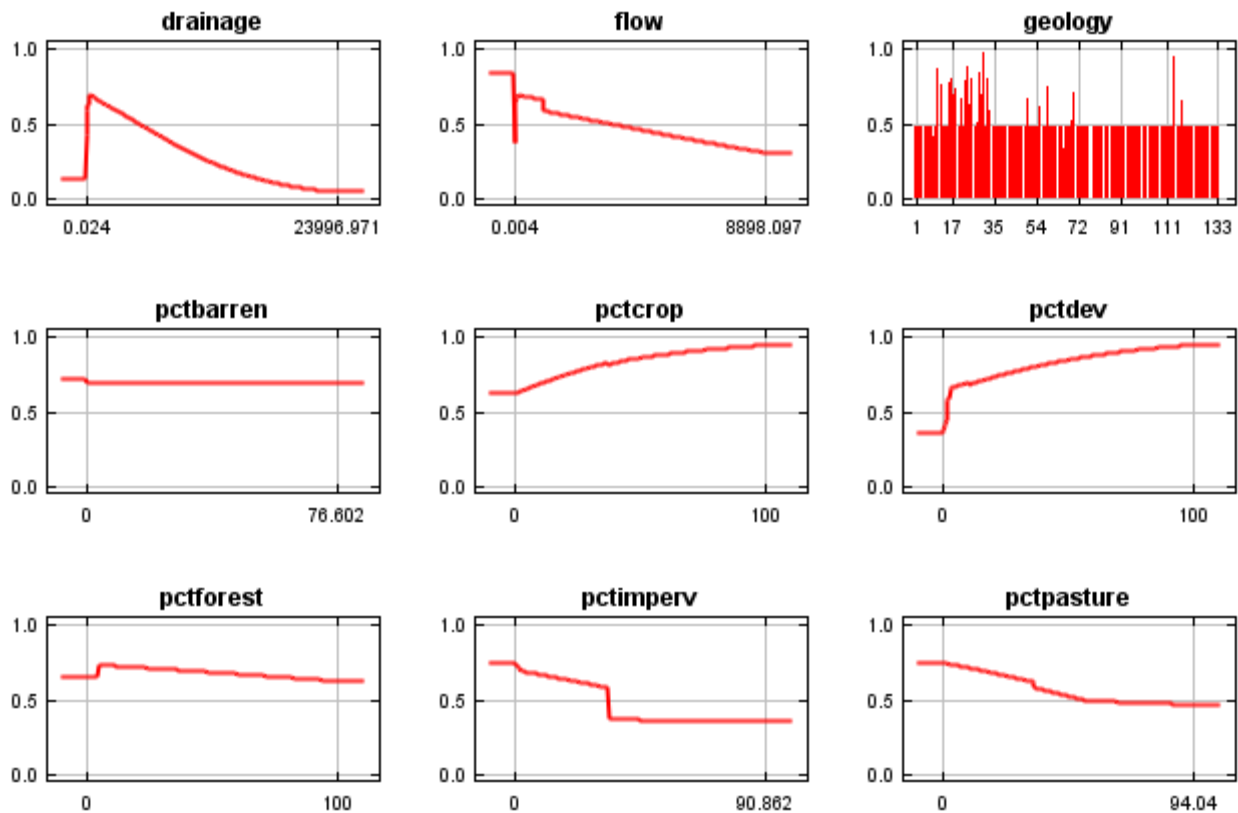 drainage flow geology
1.0 1.0 1.0
0.5 0.5 0.5
0.0 0.0 0.0
0.024 23996.971 0.004 8898.097 1 17 35 54 72 91 111 133
pctbarren pctcrop pctdev
1.0 1.0 1.0
0.5 0.5 0.5
0.0 0.0 0.0
0 76.602 0 100 0 100
pctforest pctimperv pctpasture
1.0 1.0 1.0
0.5 0.5 0.5
0.0 0.0 0.0
0 100 0 90.862 0 94.04